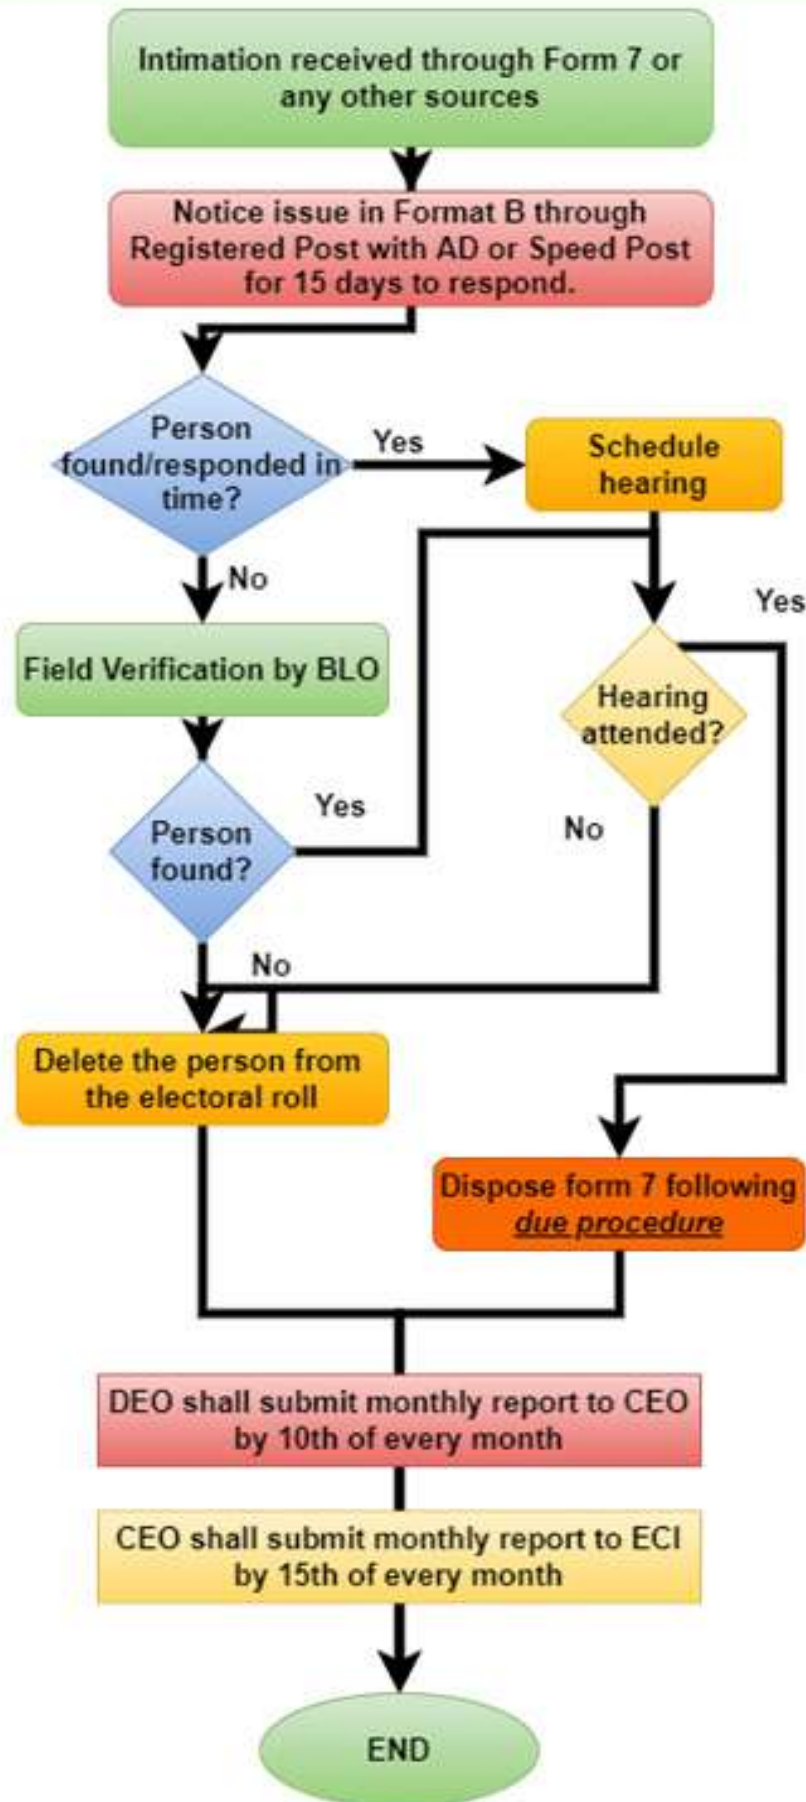 Intimation received through Form 7 or
any other sources
Notice issue in Format B through
Registered Post with AD or Speed Post
for 15 days to respond.
Person
found/responded in
time?
Yes
Schedule
hearing
No
Field Verification by BLO
Yes
Hearing
attended?
Person
found?
Yes
No
No
Delete the person from
the electoral roll
Dispose form 7 following
due procedure
DEO shall submit monthly report to CEO
by 10th of every month
CEO shall submit monthly report to ECI
by 15th of every month
END